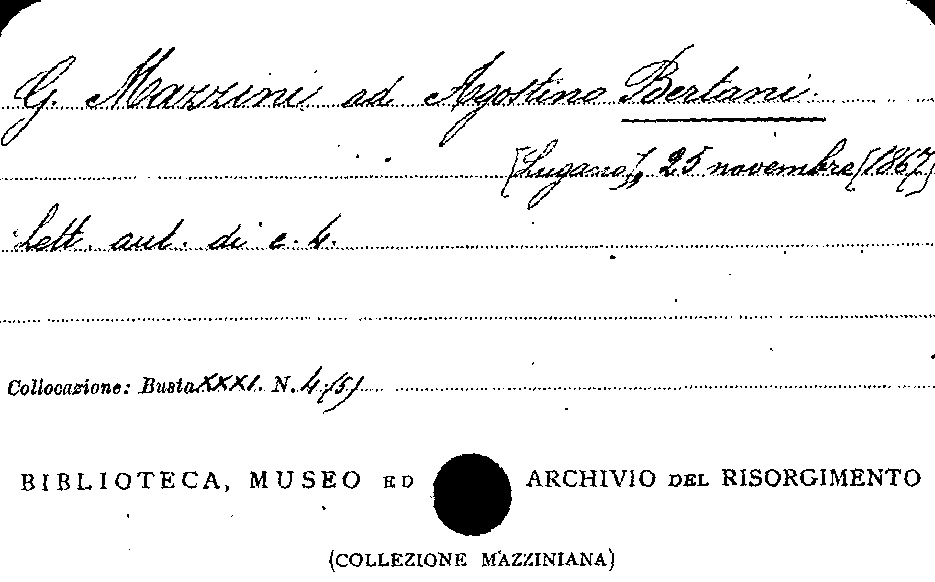 G. Mazzini ad Agostino Bertani.
[Lugano], 25 novembre [1867]
Lett. aut. di c. 4.
Collocazione: Busta XXXI. N. 4 (5)
BIBLIOTECA, MUSEO ED ARCHIVIO DEL RISORGIMENTO
(COLLEZIONE MAZZINIANA)